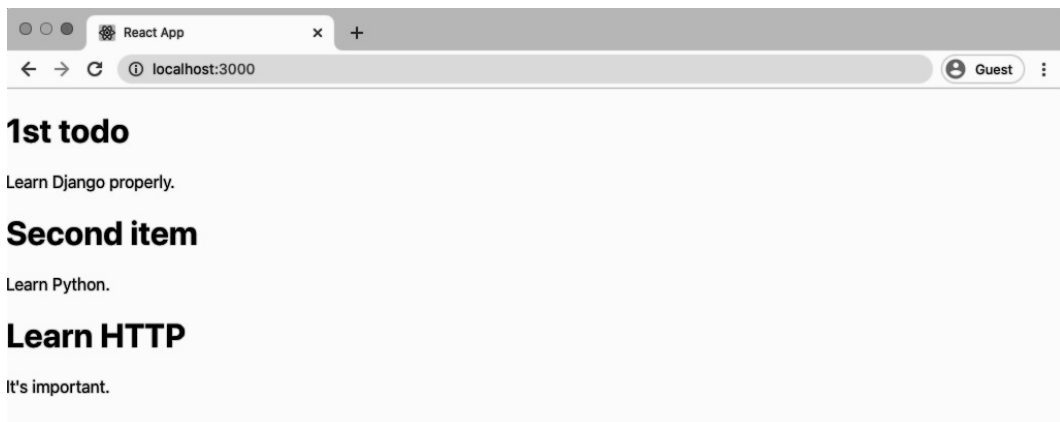 React App
localhost:3000
Guest
1st todo
Learn Django properly.
Second item
Learn Python.
Learn HTTP
It's important.